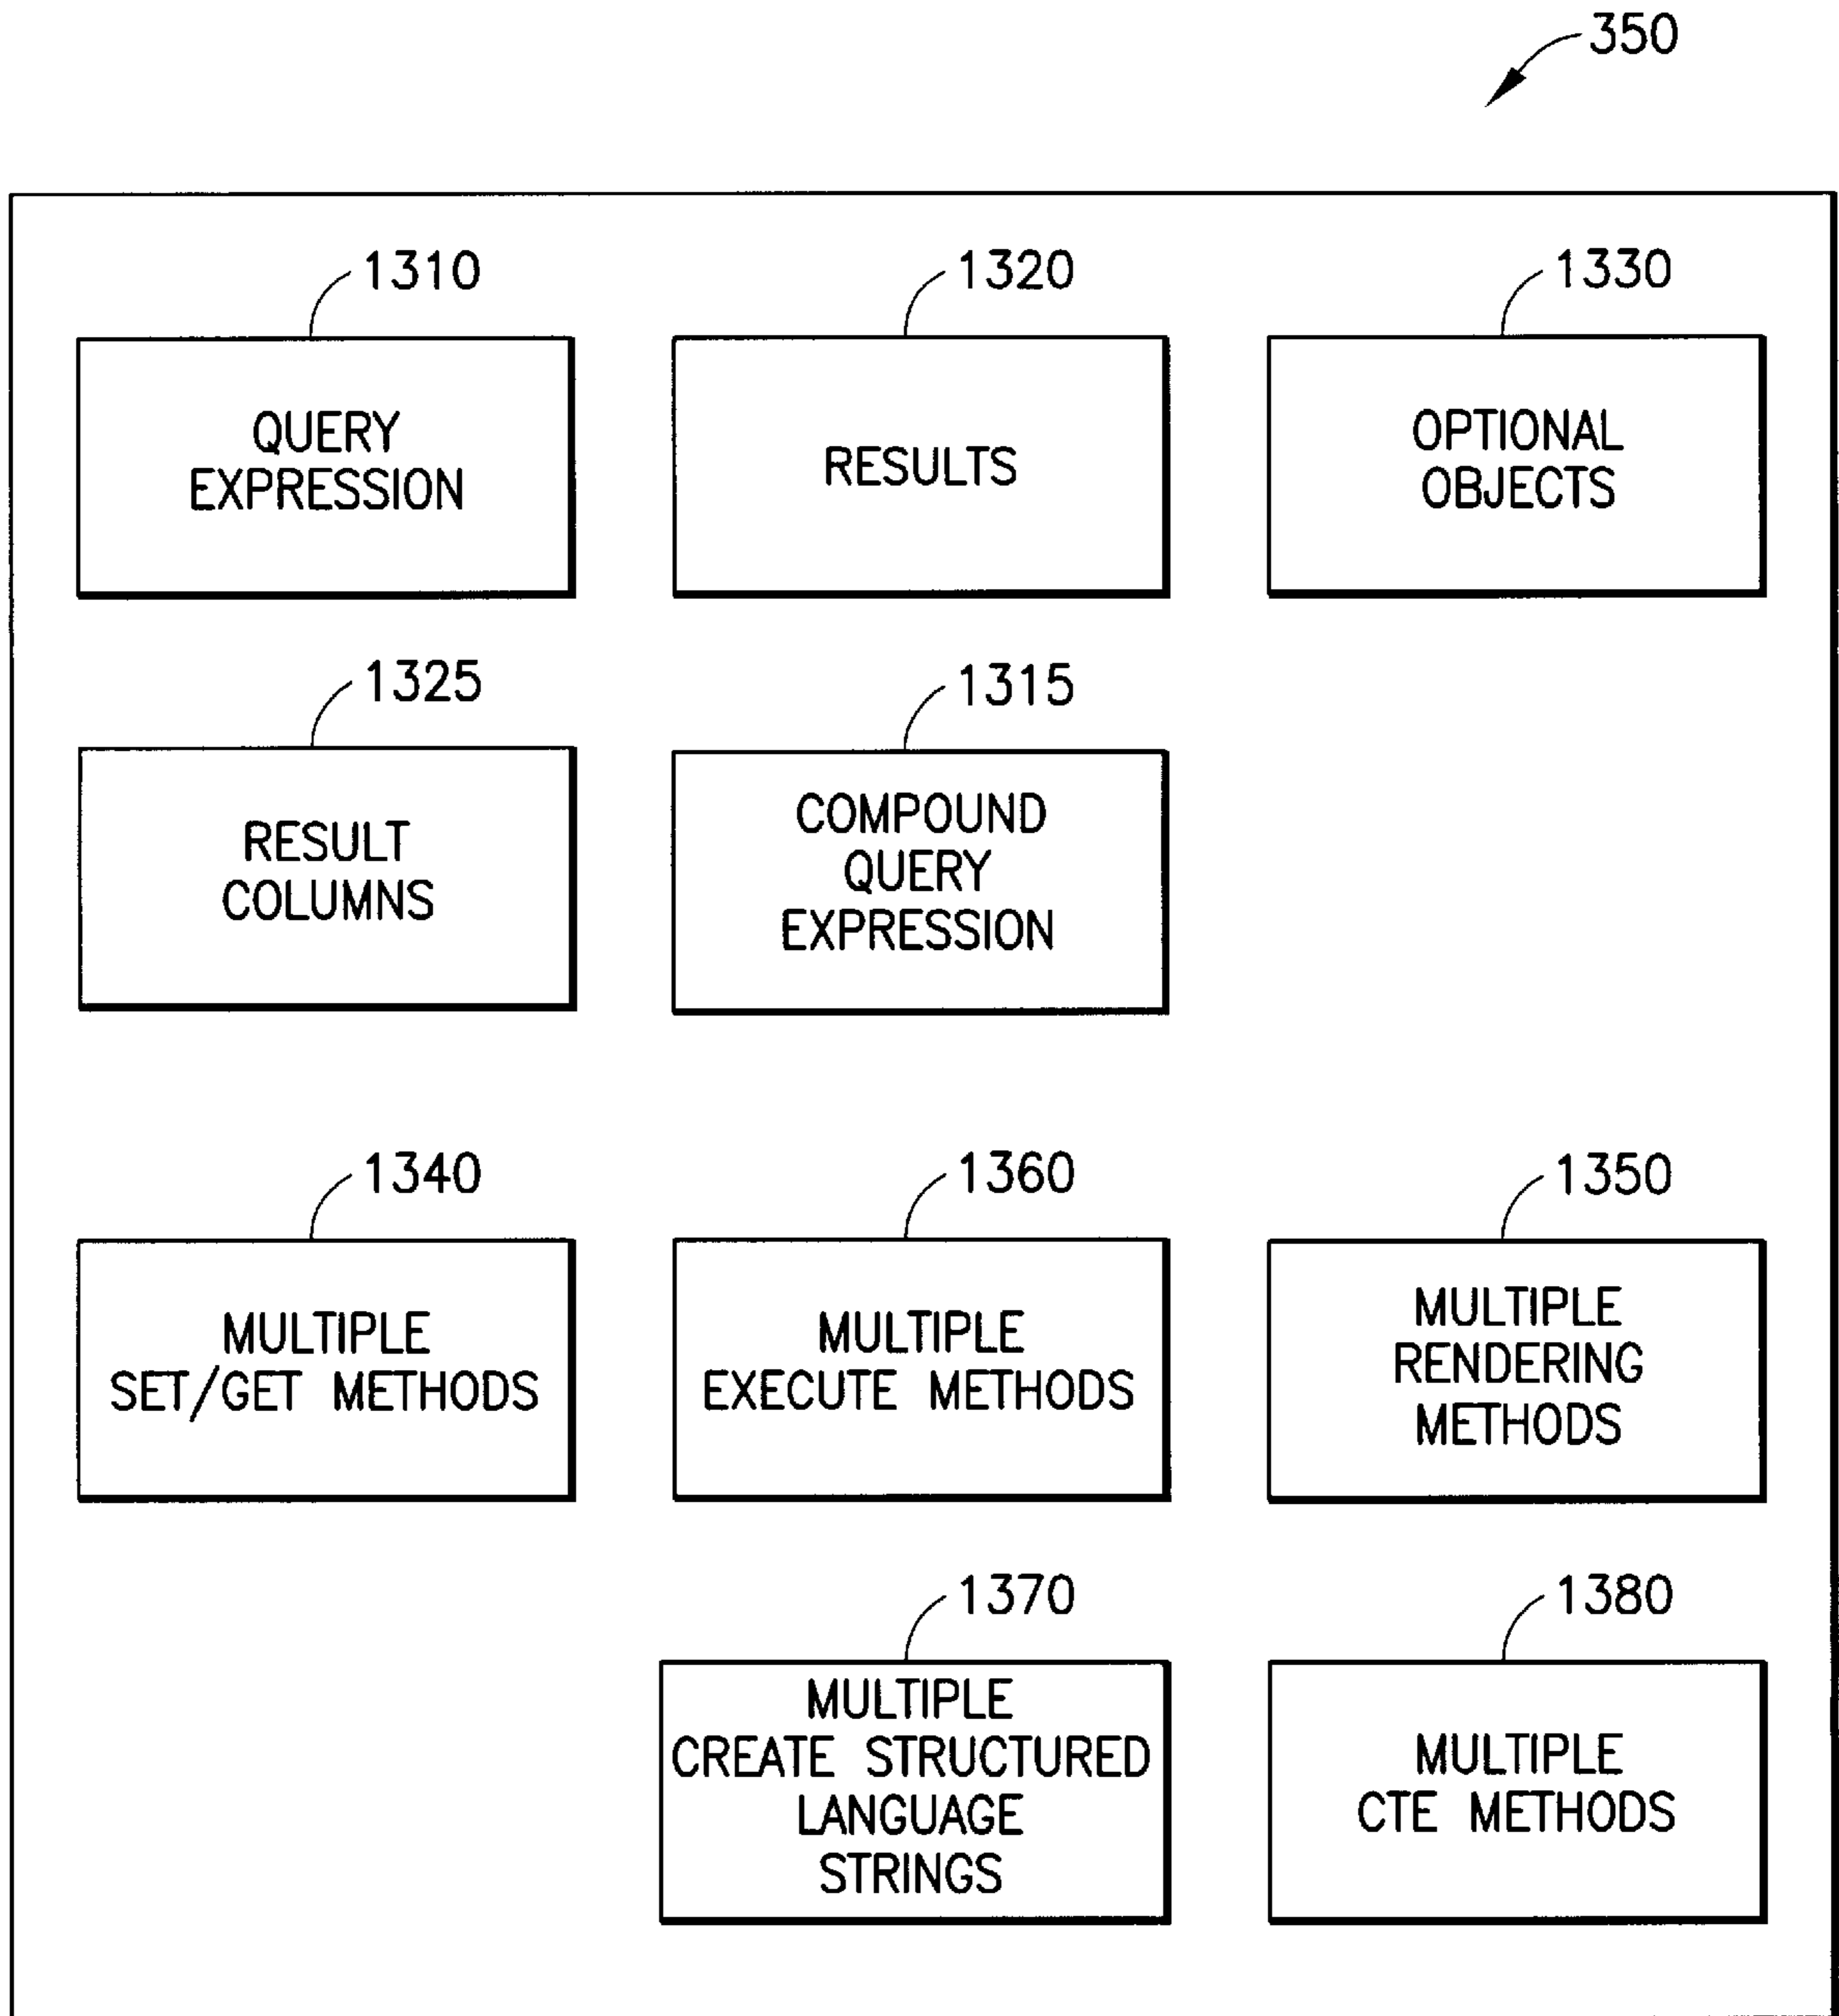 350
1310
QUERY
EXPRESSION
1320
RESULTS
1330
OPTIONAL
OBJECTS
1325
RESULT
COLUMNS
1315
COMPOUND
QUERY
EXPRESSION
1340
MULTIPLE
SET/GET METHODS
1360
MULTIPLE
EXECUTE METHODS
1350
MULTIPLE
RENDERING
METHODS
1370
MULTIPLE
CREATE STRUCTURED
LANGUAGE
STRINGS
1380
MULTIPLE
CTE METHODS